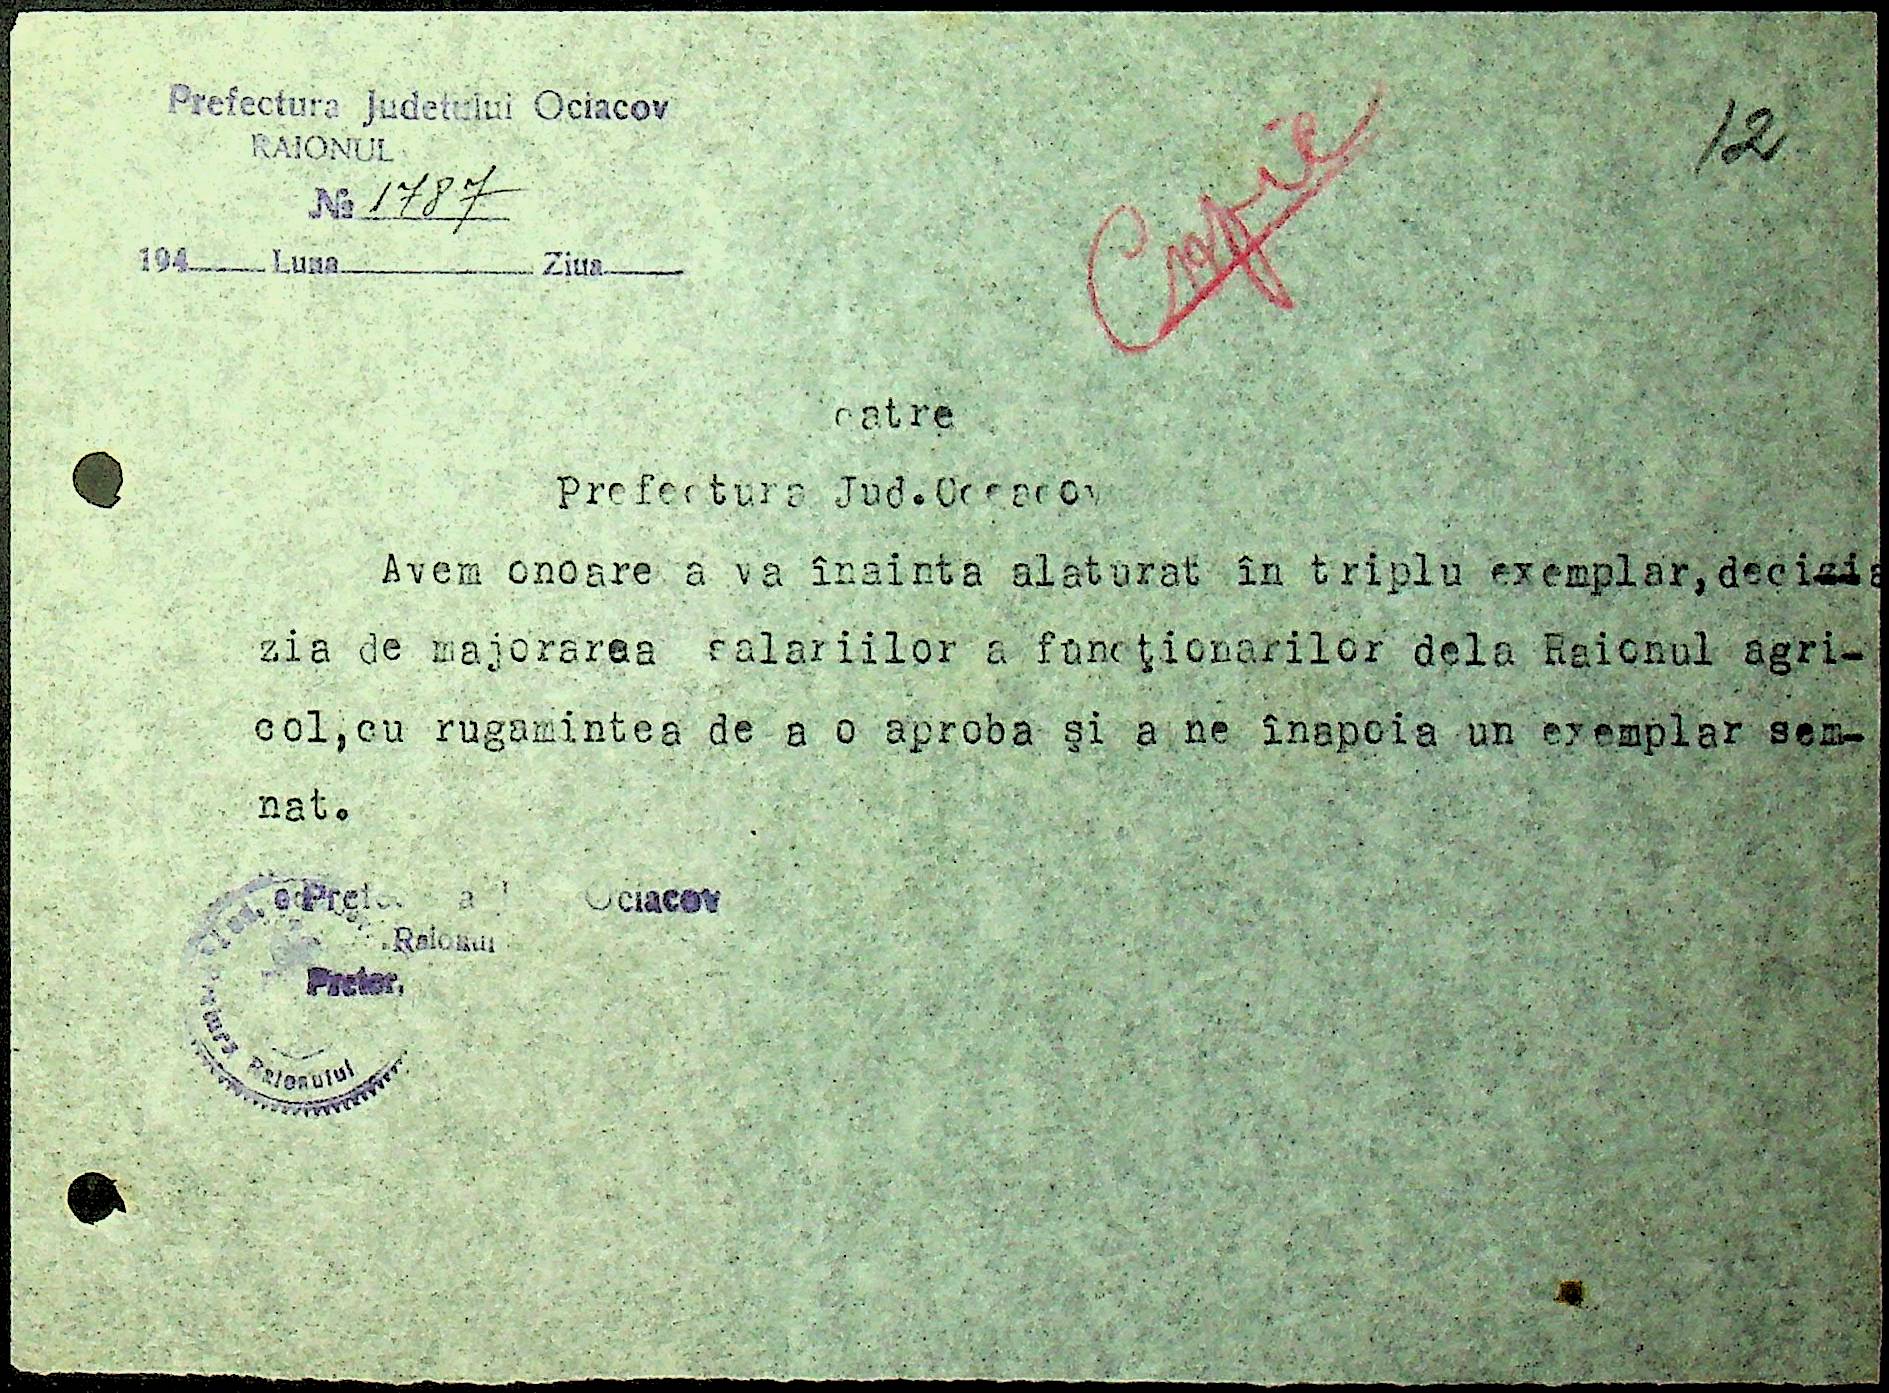 Prefectura Judetului Ociacov
RAIONUL
№ 1787
12
Copie
194 Luna Ziua
catre
Prefectura Jud.Oceacov
Avem onoare a va înainta alaturat în triplu exemplar,decizia
zia de majorarea salariilor a funcţionarilor dela Raionul agri-
col,cu rugamintea de a o aproba şi a ne înapoia un exemplar sem-
nat.
Ociacov
Raionul
Pretor,
Raionului